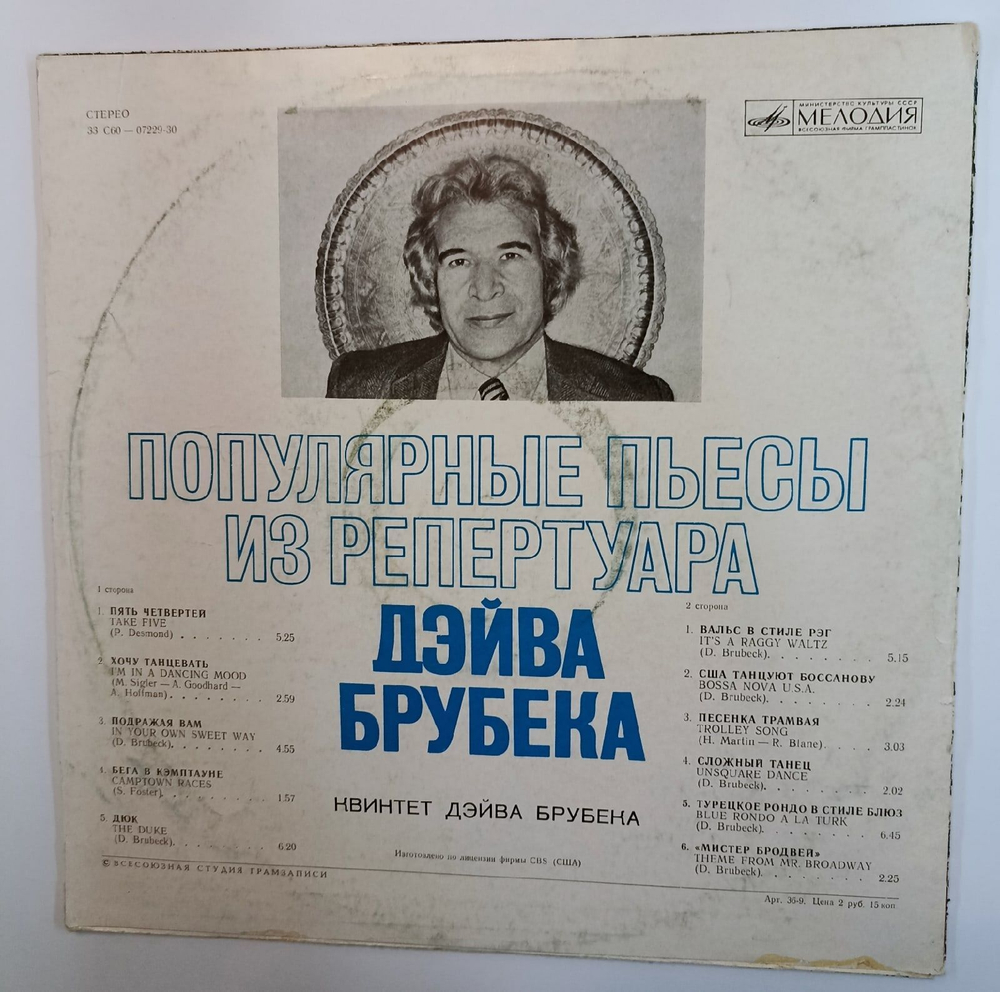 СТЕРЕО
33 С60—07229-30
МИНИСТЕРСТВО КУЛЬТУРЫ СССР
МЕЛОДИЯ
ВСЕСОЮЗНАЯ ФИРМА ГРАМПЛАСТИНОК
ПОПУЛЯРНЫЕ ПЬЕСЫ
ИЗ РЕПЕРТУАРА
ДЭЙВА
БРУБЕКА
КВИНТЕТ ДЭЙВА БРУБЕКА
1 сторона
1. ПЯТЬ ЧЕТВЕРТЕЙ
TAKE FIVE
(P. Desmond) . . . . . . . 5.25
2. ХОЧУ ТАНЦЕВАТЬ
I'M IN A DANCING MOOD
(M. Sigler — A. Goodhard —
A. Hoffman). . . . . . . . 2.59
3. ПОДРАЖАЯ ВАМ
IN YOUR OWN SWEET WAY
(D. Brubeck). . . . . . . . 4.55
4. БЕГА В КЭМПТАУНЕ
CAMPTOWN RACES
(S. Foster). . . . . . . . . 1.57
5. ДЮК
THE DUKE
(D. Brubeck). . . . . . . . 6.20
2 сторона
1. ВАЛЬС В СТИЛЕ РЭГ
IT'S A RAGGY WALTZ
(D. Brubeck). . . . . . . . 5.15
2. США ТАНЦУЮТ БОССАНОВУ
BOSSA NOVA U.S.A.
(D. Brubeck). . . . . . . . 2.24
3. ПЕСЕНКА ТРАМВАЯ
TROLLEY SONG
(H. Martin — R. Blane). . . . 3.03
4. СЛОЖНЫЙ ТАНЕЦ
UNSQUARE DANCE
(D. Brubeck). . . . . . . . 2.02
5. ТУРЕЦКОЕ РОНДО В СТИЛЕ БЛЮЗ
BLUE RONDO A LA TURK
(D. Brubeck). . . . . . . . 6.45
6. «МИСТЕР БРОДВЕЙ»
THEME FROM MR. BROADWAY
(D. Brubeck). . . . . . . . 2.25
Изготовлено по лицензии фирмы CBS (США)
© ВСЕСОЮЗНАЯ СТУДИЯ ГРАМЗАПИСИ
Арт. 36-9. Цена 2 руб. 15 коп.